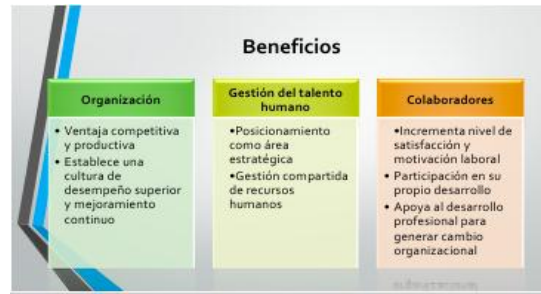 Beneficios
Organización
• Ventaja competitiva
y productiva
• Establece una
cultura de
desempeño superior
y mejoramiento
continuo
Gestión del talento
humano
•Posicionamiento
como área
estratégica
•Gestión compartida
de recursos
humanos
Colaboradores
•Incrementa nivel de
satisfacción y
motivación laboral
• Participación en su
propio desarrollo
• Apoya al desarrollo
profesional para
generar cambio
organizacional